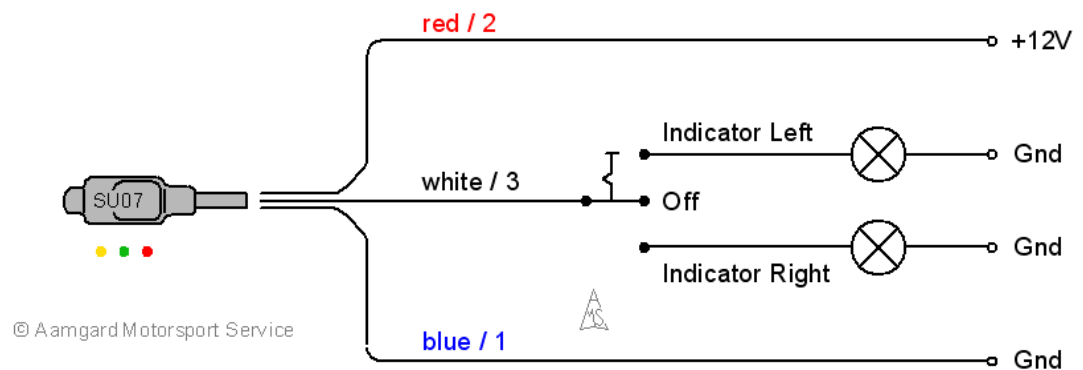 red / 2
+12V
Indicator Left
Gnd
white / 3
SU07
Off
Gnd
Indicator Right
AMS.
© Aamgard Motorsport Service
blue / 1
Gnd